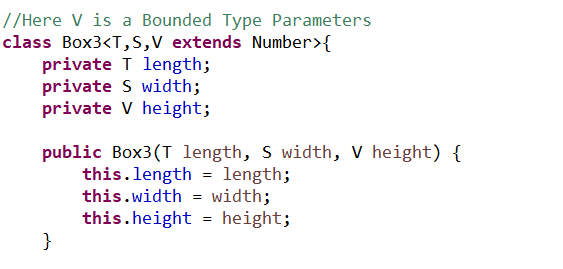 //Here V is a Bounded Type Parameters
class Box3<T,S,V extends Number>{
    private T length;
    private S width;
    private V height;

    public Box3(T length, S width, V height) {
        this.length = length;
        this.width = width;
        this.height = height;
    }